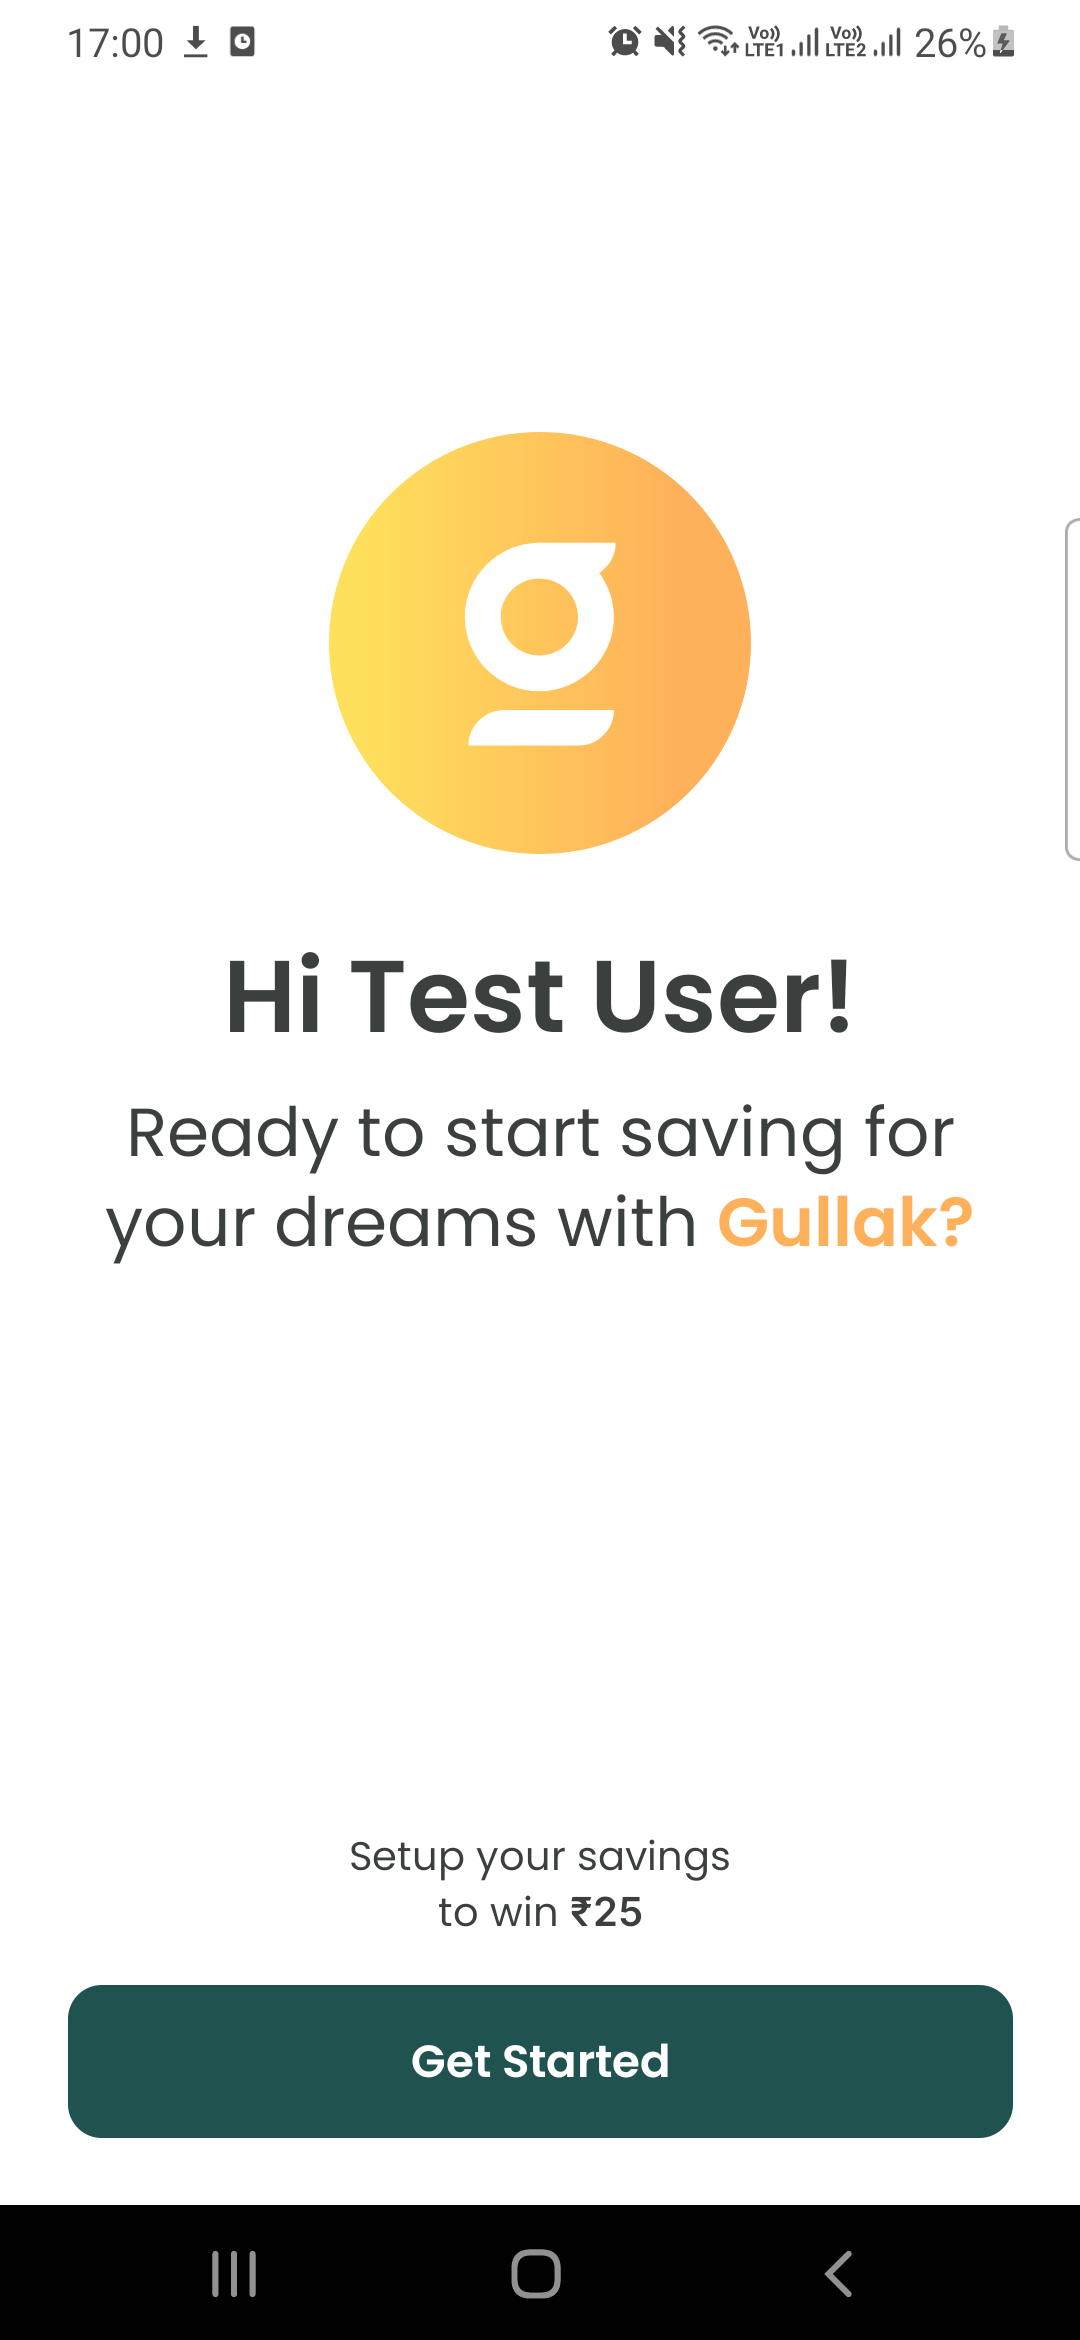 17:00 Vo)) LTE1 Vo)) LTE2 26%
g
Hi Test User!
Ready to start saving for
your dreams with Gullak?
Setup your savings
to win ₹25
Get Started